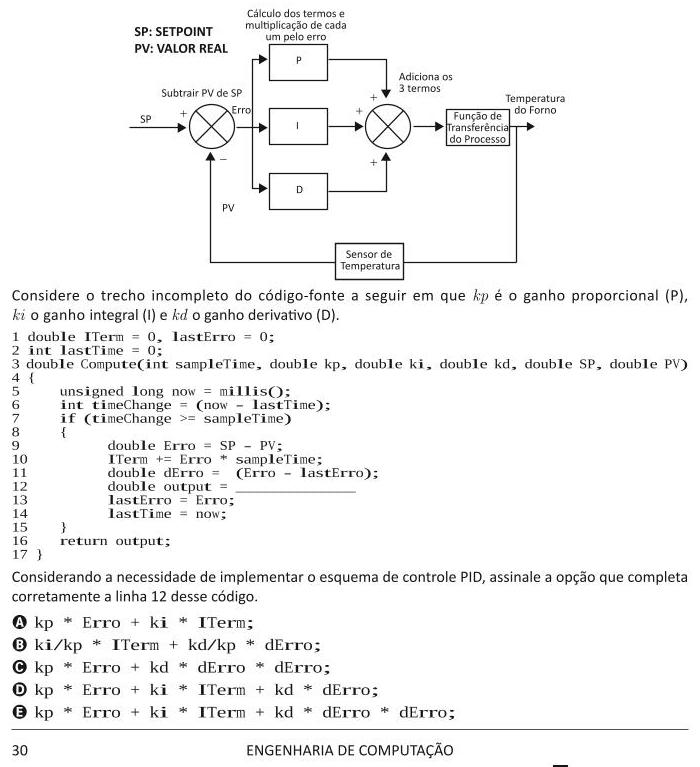 Cálculo dos termos e
multiplicação de cada
um pelo erro
SP: SETPOINT
PV: VALOR REAL
P
Adiciona os
3 termos
Subtrair PV de SP
Temperatura
do Forno
SP
+
Erro
I
+
+
Função de
Transferência
do Processo
–
+
D
PV
Sensor de
Temperatura
Considere o trecho incompleto do código-fonte a seguir em que kp é o ganho proporcional (P),
ki o ganho integral (I) e kd o ganho derivativo (D).
1 double ITerm = 0, lastErro = 0;
2 int lastTime = 0;
3 double Compute(int sampleTime, double kp, double ki, double kd, double SP, double PV)
4 {
5 unsigned long now = millis();
6 int timeChange = (now – lastTime);
7 if (timeChange >= sampleTime)
8 {
9 double Erro = SP – PV;
10 ITerm += Erro * sampleTime;
11 double dErro = (Erro – lastErro);
12 double output = ________________
13 lastErro = Erro;
14 lastTime = now;
15 }
16 return output;
17 }
Considerando a necessidade de implementar o esquema de controle PID, assinale a opção que completa
corretamente a linha 12 desse código.
A kp * Erro + ki * ITerm;
B ki/kp * ITerm + kd/kp * dErro;
C kp * Erro + kd * dErro * dErro;
D kp * Erro + ki * ITerm + kd * dErro;
E kp * Erro + ki * ITerm + kd * dErro * dErro;
30 ENGENHARIA DE COMPUTAÇÃO